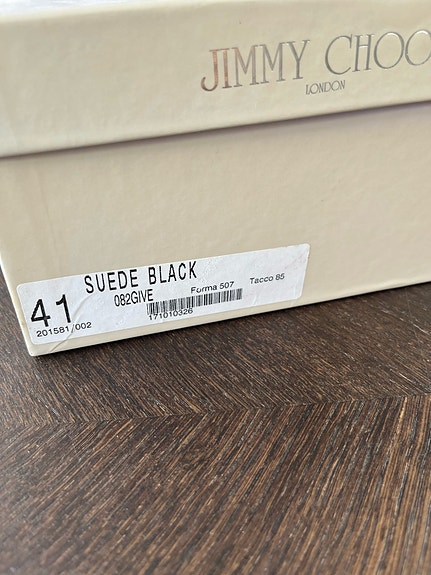 JIMMY CHOO
LONDON
SUEDE BLACK
41 082GIVE Forma 507 Tacco 85
201581/002 171010326